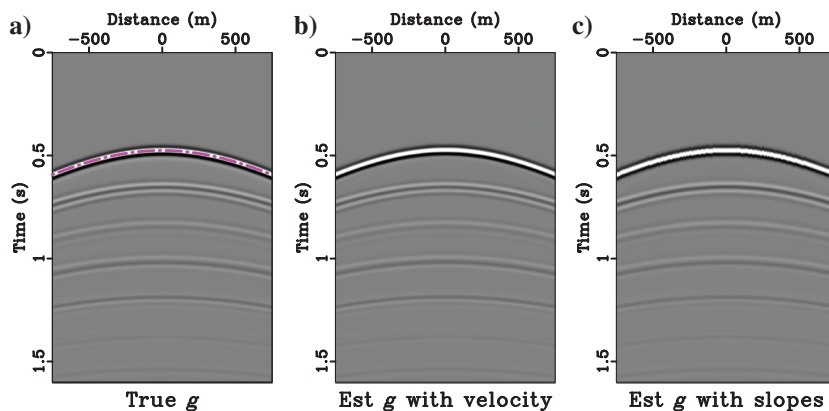 a)
Distance (m)
−500 0 500
0
0.5
1
1.5
Time (s)
True g
b)
Distance (m)
−500 0 500
0
0.5
1
1.5
Time (s)
Est g with velocity
c)
Distance (m)
−500 0 500
0
0.5
1
1.5
Time (s)
Est g with slopes